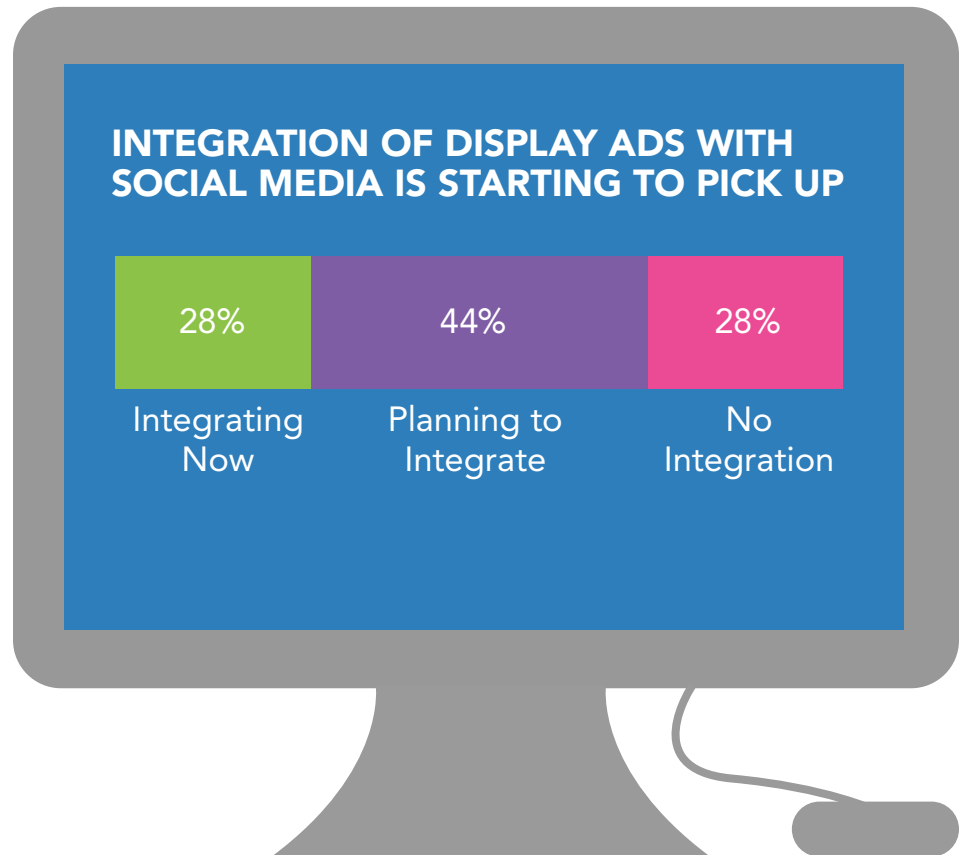 INTEGRATION OF DISPLAY ADS WITH
SOCIAL MEDIA IS STARTING TO PICK UP
28%
44%
28%
Integrating
Now
Planning to
Integrate
No
Integration